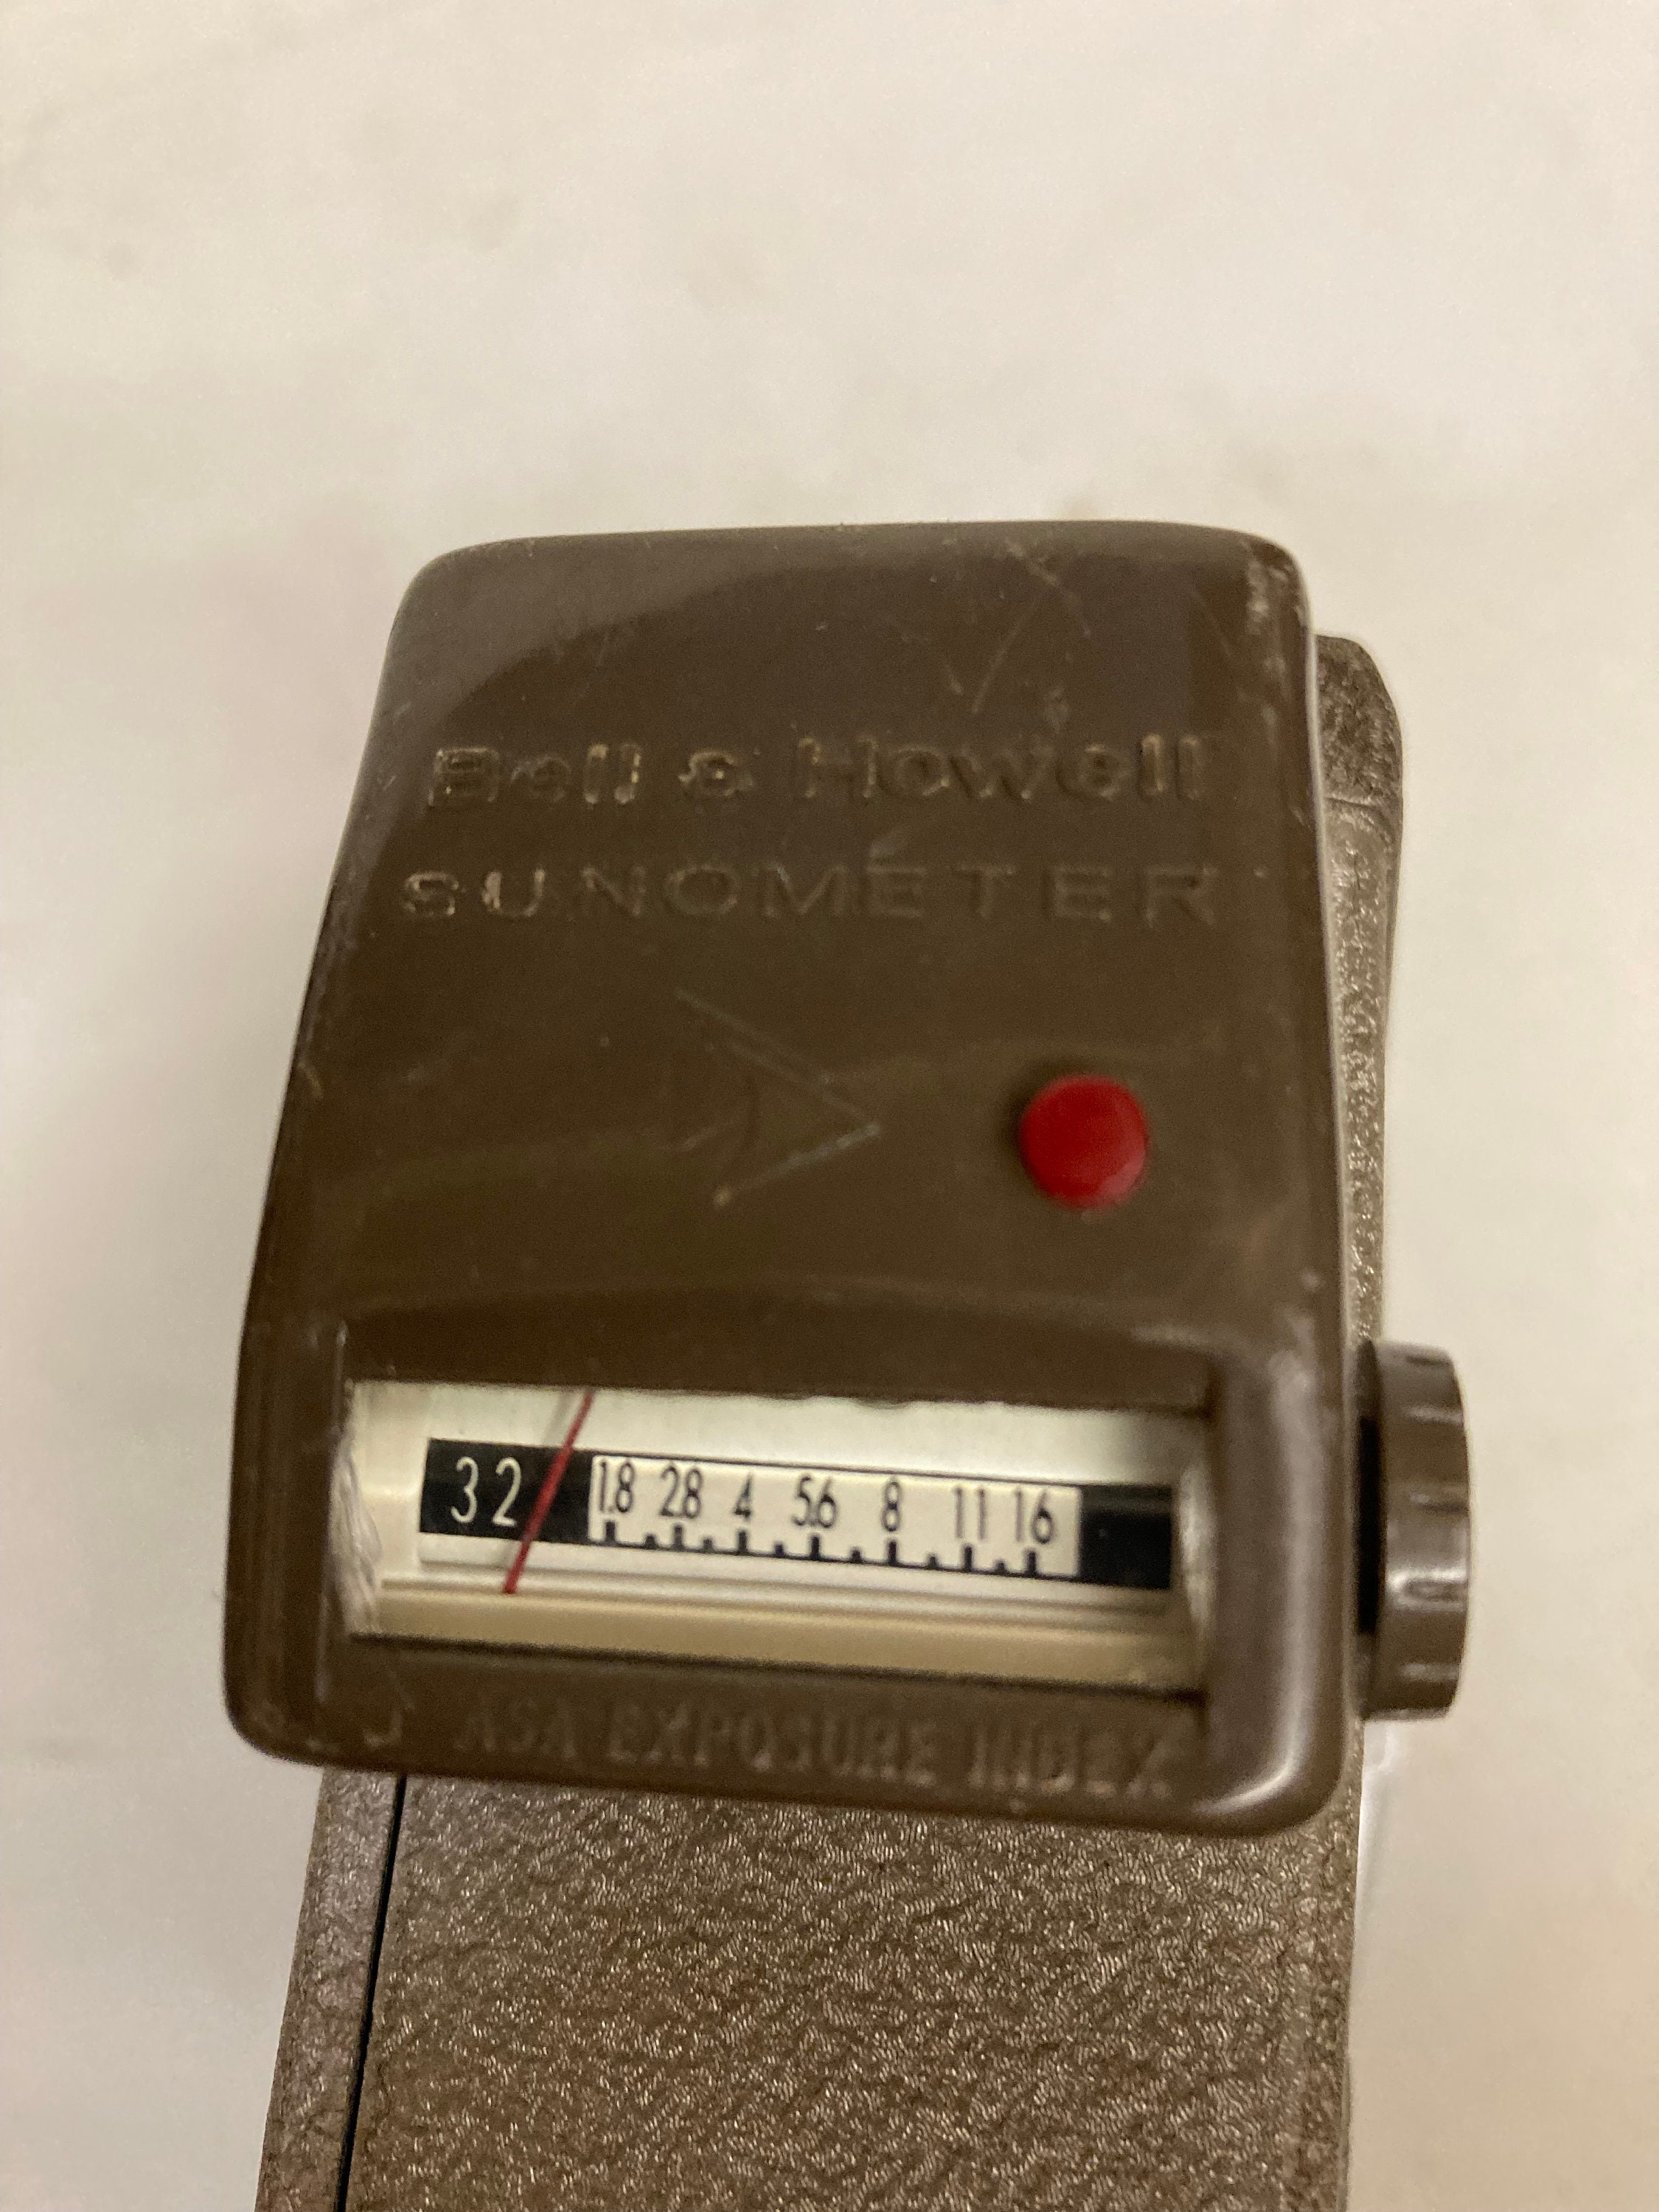 Bell & Howell
SUNOMETER
32 1.8 2.8 4 5.6 8 11 16
ASA EXPOSURE INDEX